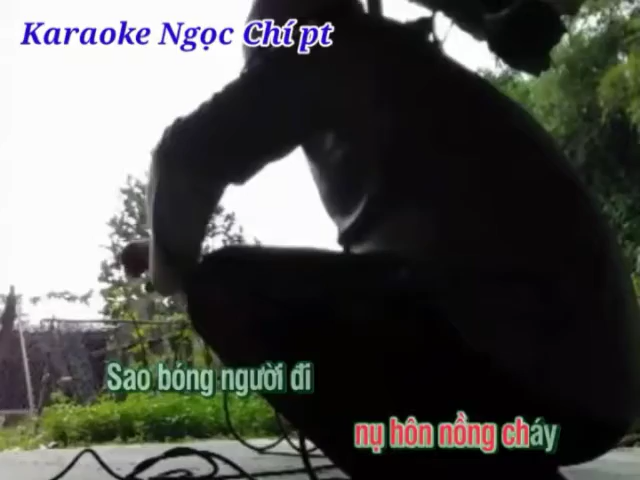 Karaoke Ngọc Chí pt
Sao bóng người đi
nụ hôn nồng cháy